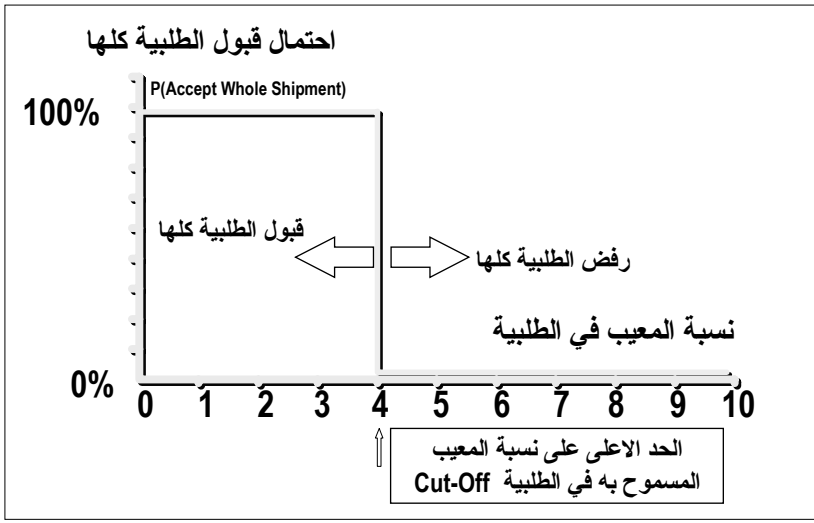 احتمال قبول الطلبية كلها
P(Accept Whole Shipment)
100%
قبول الطلبية كلها
رفض الطلبية كلها
نسبة المعيب في الطلبية
0%
0 1 2 3 4 5 6 7 8 9 10
الحد الاعلى على نسبة المعيب
المسموح به في الطلبية Cut-Off